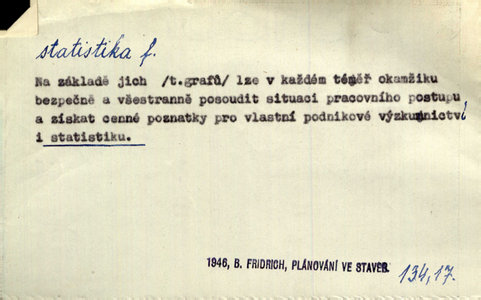 statistika f.
Na základě jich /t.grafů/ lze v každém téměř okamžiku
bezpečně a všestranně posoudit situaci pracovního postupu
a získat cenné poznatky pro vlastní podnikové výzkumnictví
i statistiku.
1946, B. FRIDRICH, PLÁNOVÁNÍ VE STAVEB.
134,17.